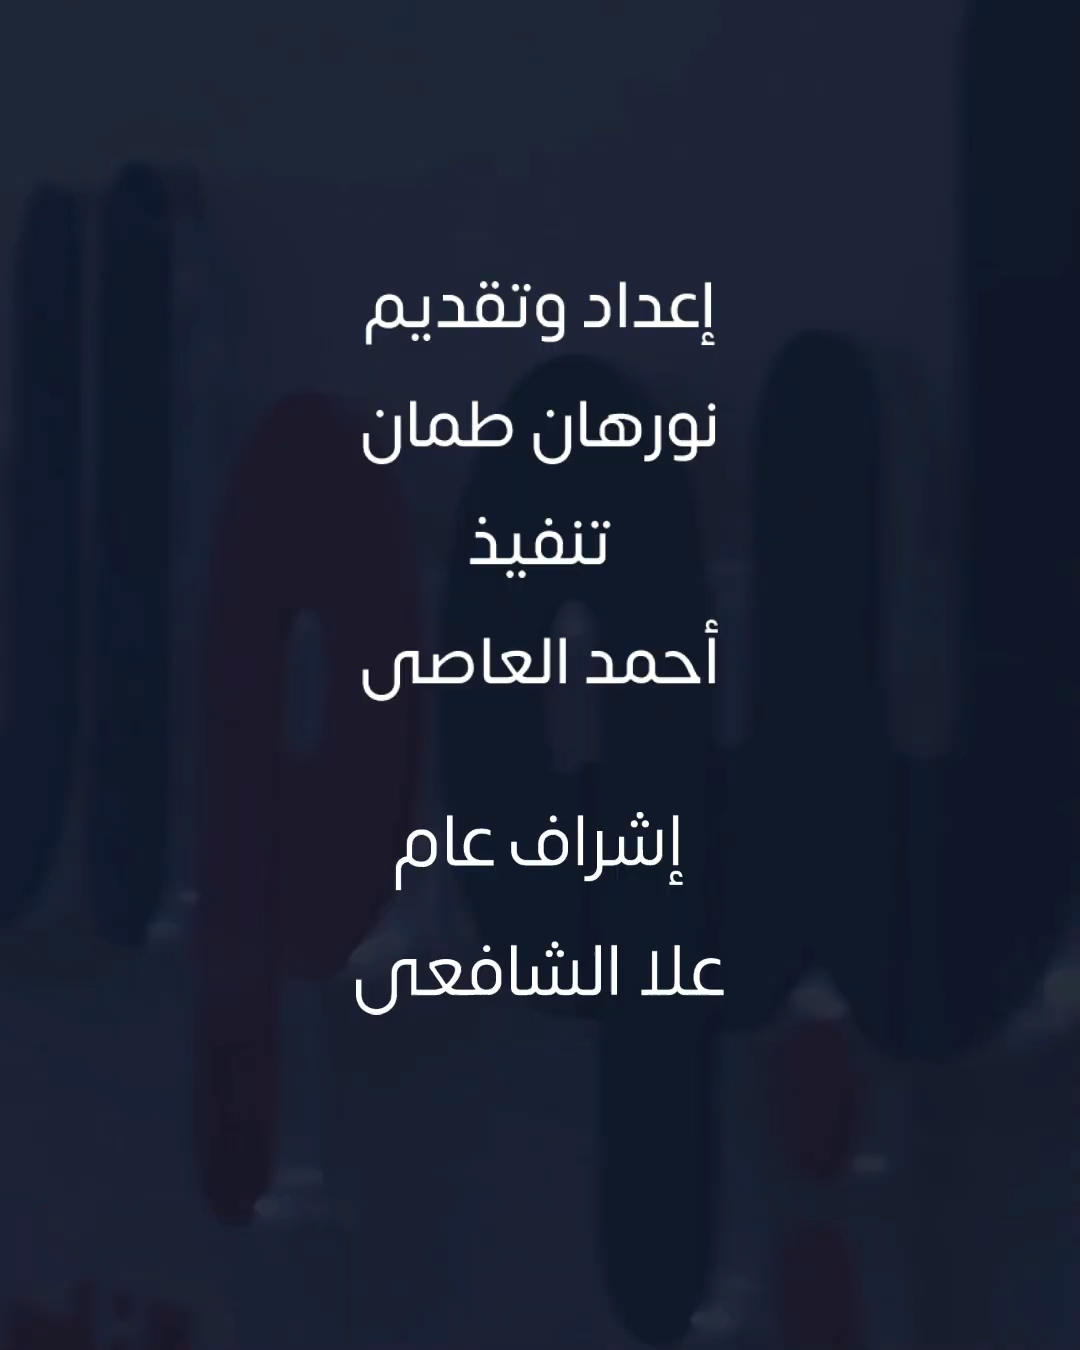 إعداد وتقديم
نورهان طمان
تنفيذ
أحمد العاصى
إشراف عام
علا الشافعى